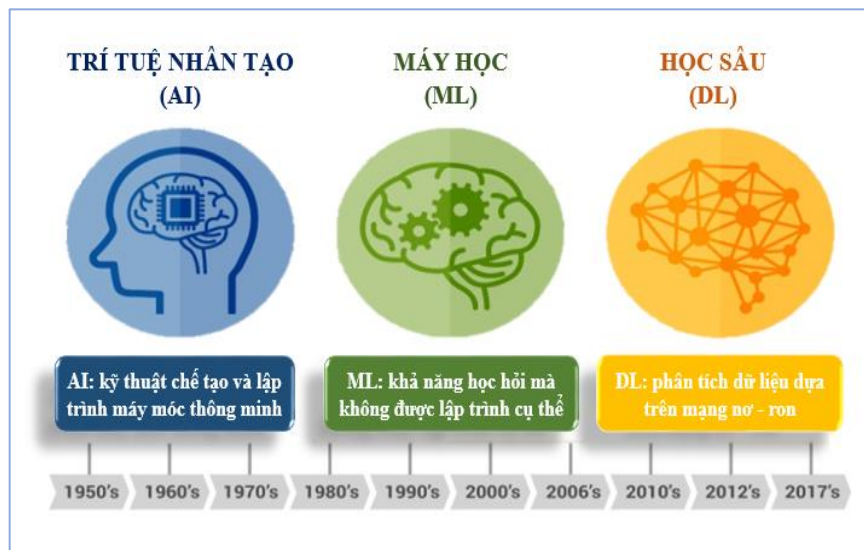 TRÍ TUỆ NHÂN TẠO
(AI)
MÁY HỌC
(ML)
HỌC SÂU
(DL)
AI: kỹ thuật chế tạo và lập
trình máy móc thông minh
ML: khả năng học hỏi mà
không được lập trình cụ thể
DL: phân tích dữ liệu dựa
trên mạng nơ - ron
1950's
1960's
1970's
1980's
1990's
2000's
2006's
2010's
2012's
2017's